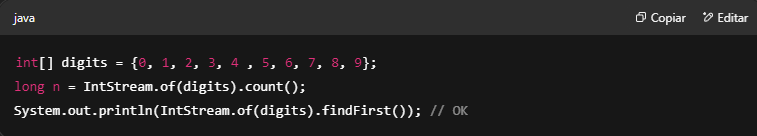 java
Copiar
Editar
int[] digits = {0, 1, 2, 3, 4 , 5, 6, 7, 8, 9};
long n = IntStream.of(digits).count();
System.out.println(IntStream.of(digits).findFirst()); // OK